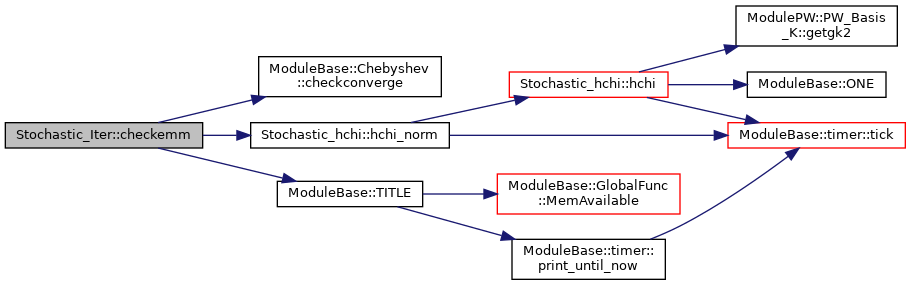 Stochastic_Iter::checkemm
ModuleBase::Chebyshev
::checkconverge
Stochastic_hchi::hchi_norm
ModuleBase::TITLE
Stochastic_hchi::hchi
ModuleBase::GlobalFunc
::MemAvailable
ModuleBase::timer::
print_until_now
ModulePW::PW_Basis
_K::getgk2
ModuleBase::ONE
ModuleBase::timer::tick